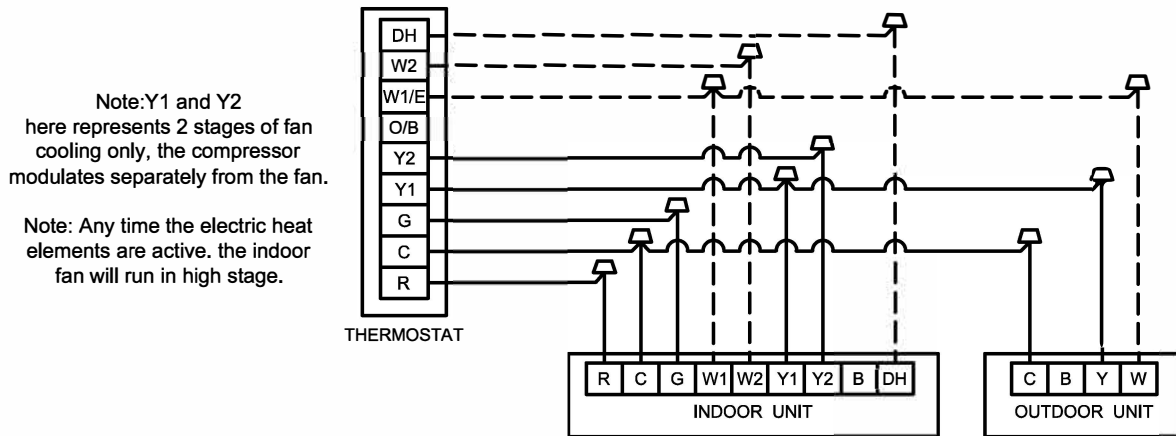 Note:Y1 and Y2
here represents 2 stages of fan
cooling only, the compressor
modulates separately from the fan.
Note: Any time the electric heat
elements are active. the indoor
fan will run in high stage.
DH
W2
W1/E
O/B
Y2
Y1
G
C
R
THERMOSTAT
R C G W1 W2 Y1 Y2 B DH
INDOOR UNIT
C B Y W
OUTDOOR UNIT